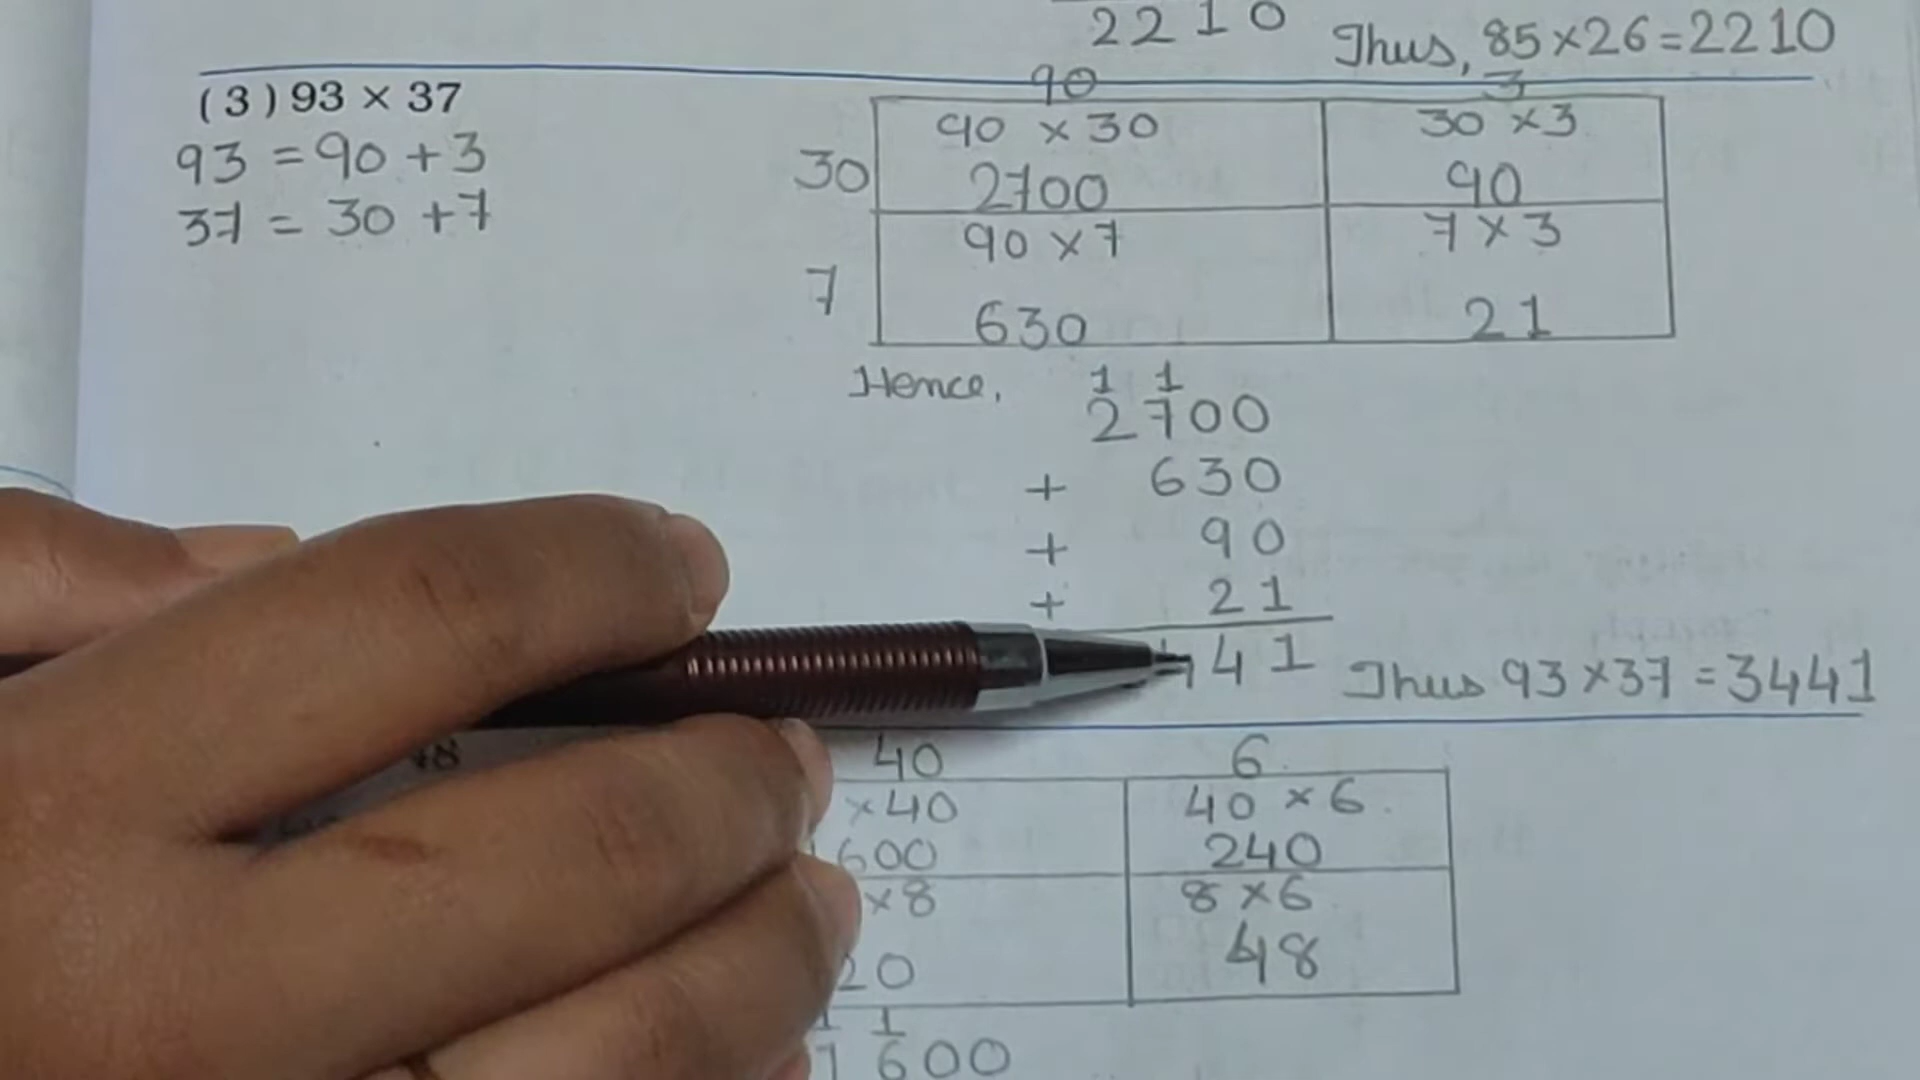 2210 Thus, 85×26=2210
(3) 93 × 37
93 = 90 + 3
37 = 30 + 7
90 3
30 90 × 30 30 × 3
2700 90
7 90 × 7 7 × 3
630 21
Hence, 1 1
2700
+ 630
+ 90
+ 21
441 Thus 93 × 37 = 3441
40 6
× 40 40 × 6
600 240
× 8 8 × 6
20 48
1 1
1600